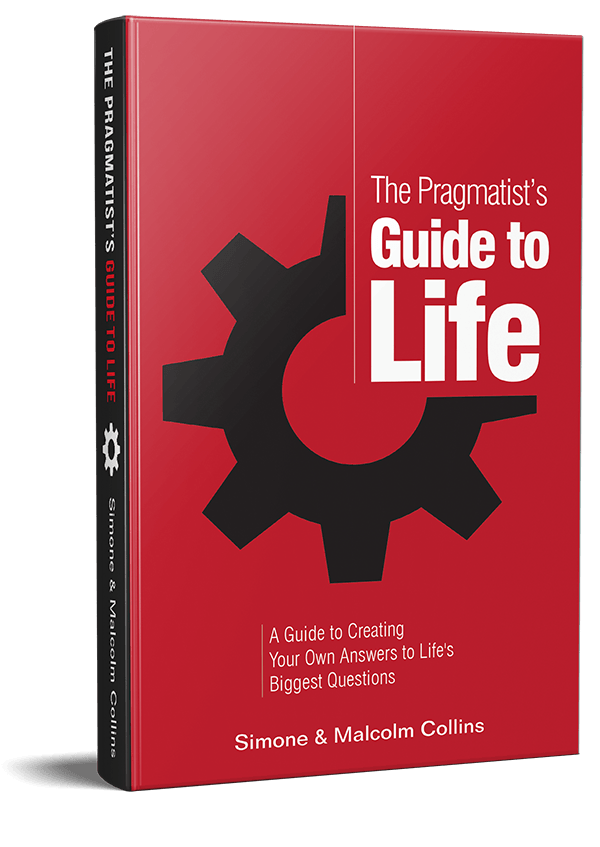 THE PRAGMATIST'S GUIDE TO LIFE
Simone & Malcolm Collins
The Pragmatist's
Guide to
Life
A Guide to Creating
Your Own Answers to Life's
Biggest Questions
Simone & Malcolm Collins